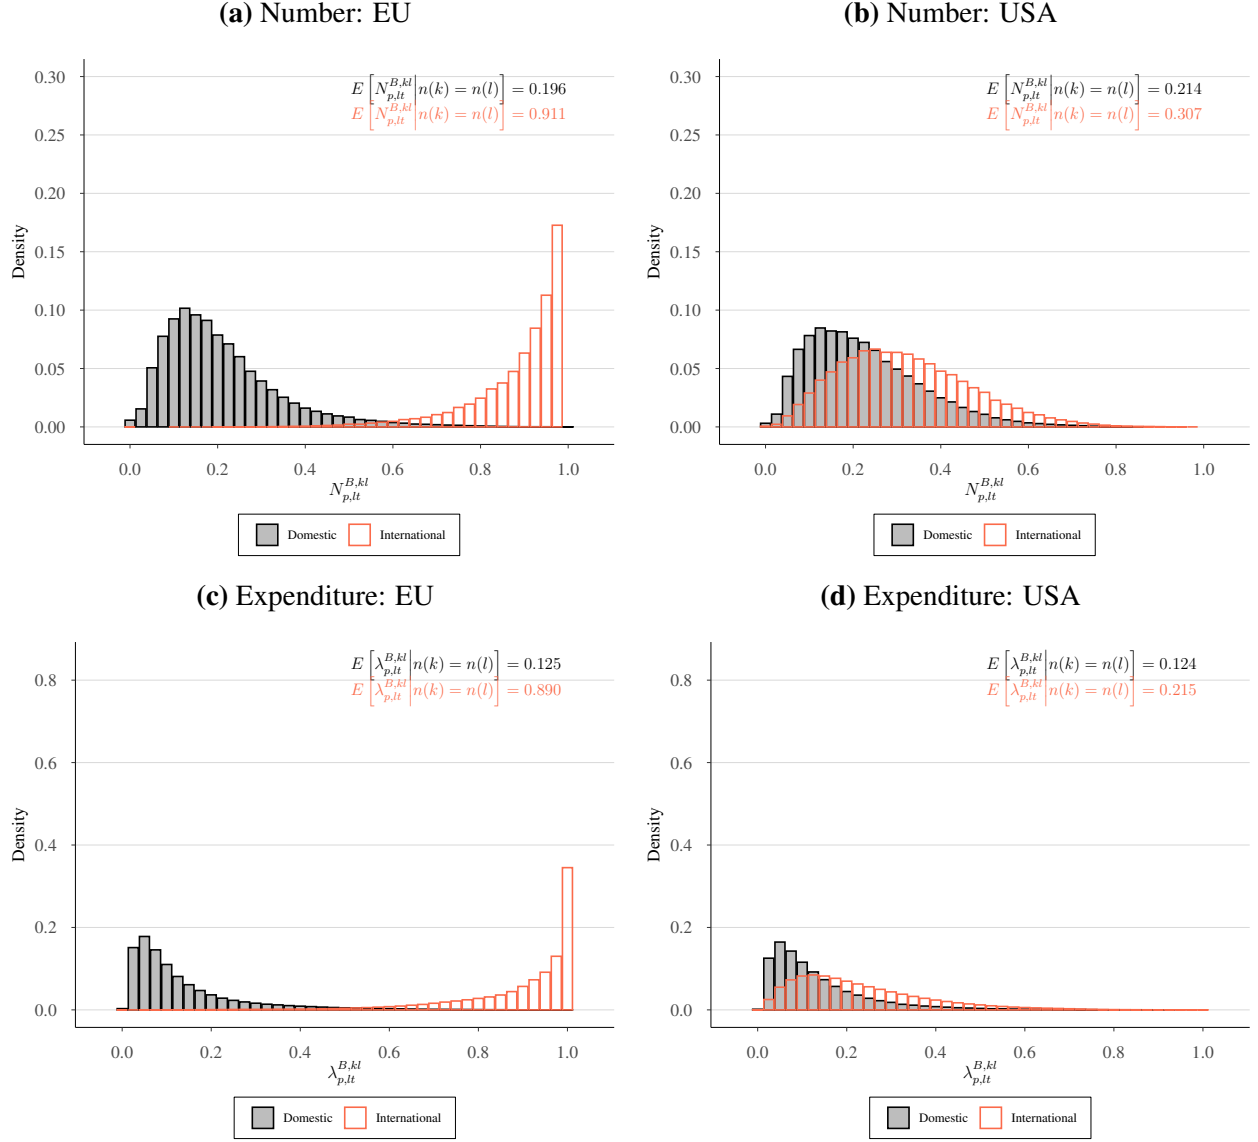 (a) Number: EU
E [N^{B,kl}_{p,lt} | n(k) = n(l)] = 0.196
E [N^{B,kl}_{p,lt} | n(k) = n(l)] = 0.911
Density
0.30
0.25
0.20
0.15
0.10
0.05
0.00
0.0 0.2 0.4 0.6 0.8 1.0
N^{B,kl}_{p,lt}
Domestic International
(b) Number: USA
E [N^{B,kl}_{p,lt} | n(k) = n(l)] = 0.214
E [N^{B,kl}_{p,lt} | n(k) = n(l)] = 0.307
Density
0.30
0.25
0.20
0.15
0.10
0.05
0.00
0.0 0.2 0.4 0.6 0.8 1.0
N^{B,kl}_{p,lt}
Domestic International
(c) Expenditure: EU
E [λ^{B,kl}_{p,lt} | n(k) = n(l)] = 0.125
E [λ^{B,kl}_{p,lt} | n(k) = n(l)] = 0.890
Density
0.8
0.6
0.4
0.2
0.0
0.0 0.2 0.4 0.6 0.8 1.0
λ^{B,kl}_{p,lt}
Domestic International
(d) Expenditure: USA
E [λ^{B,kl}_{p,lt} | n(k) = n(l)] = 0.124
E [λ^{B,kl}_{p,lt} | n(k) = n(l)] = 0.215
Density
0.8
0.6
0.4
0.2
0.0
0.0 0.2 0.4 0.6 0.8 1.0
λ^{B,kl}_{p,lt}
Domestic International